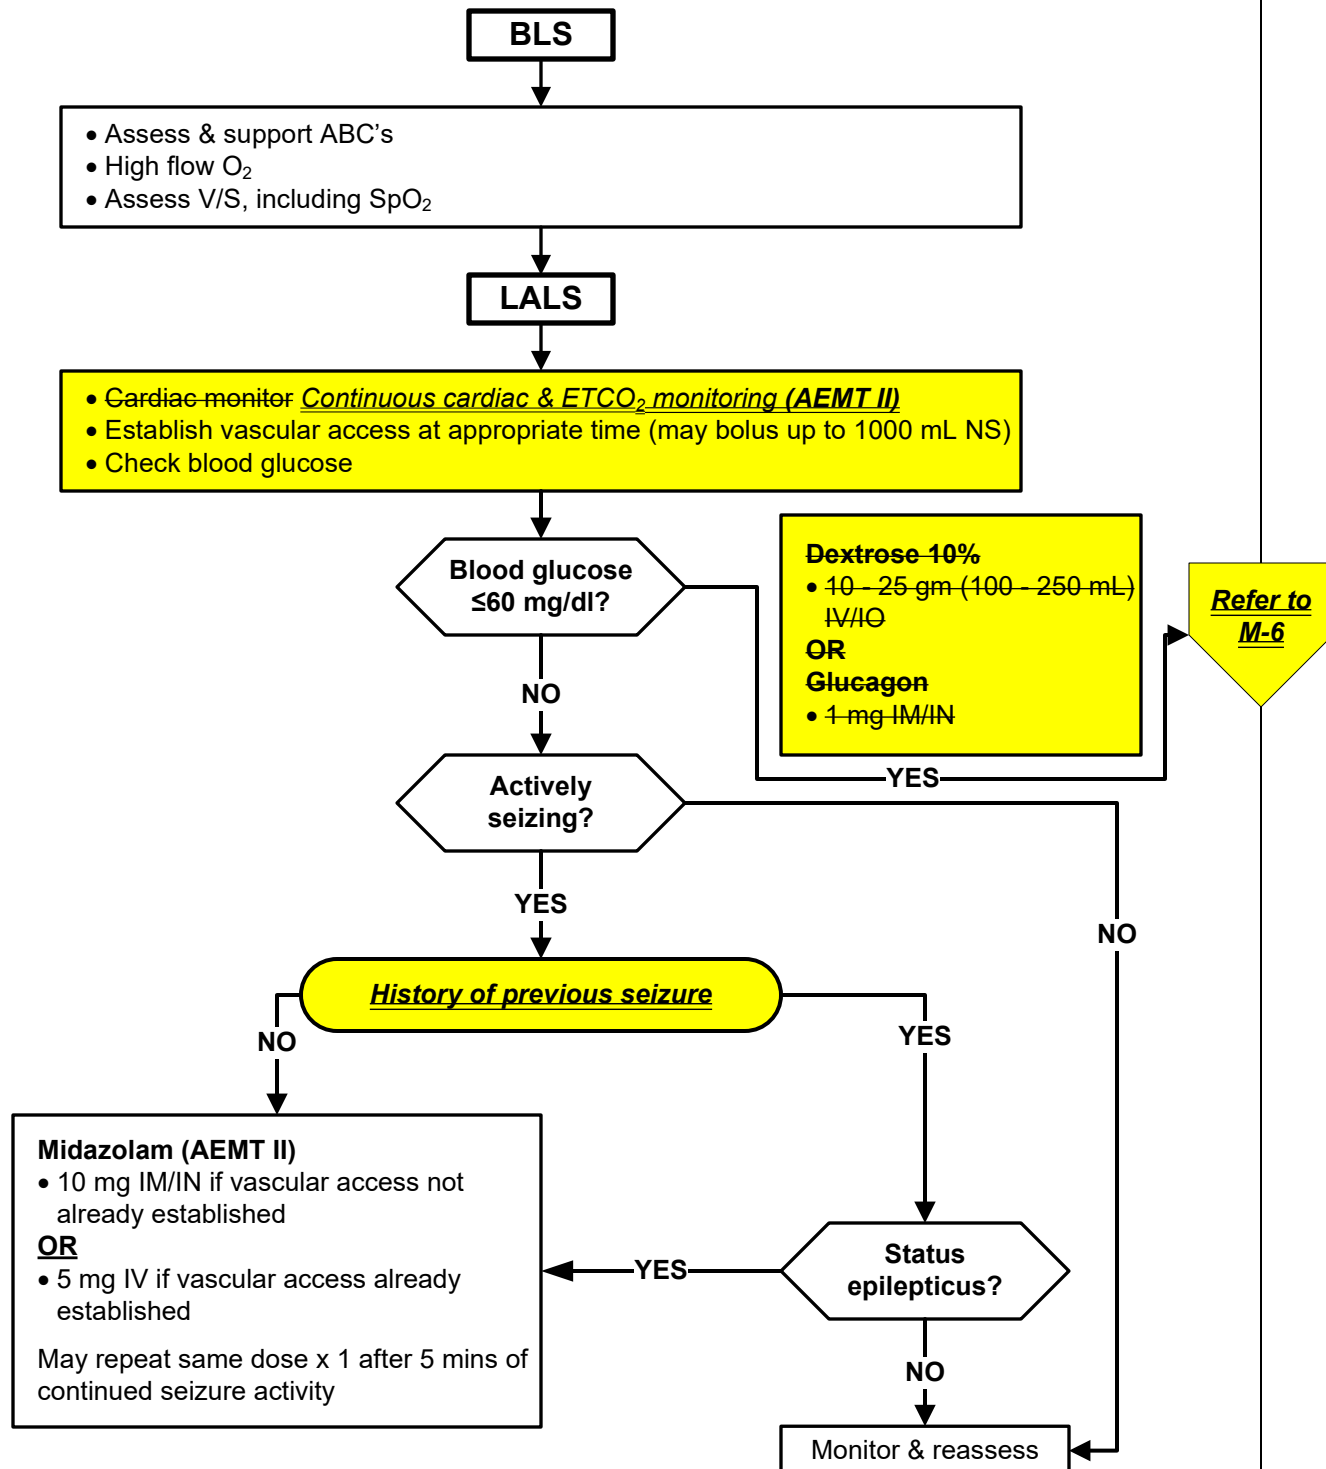 BLS
• Assess & support ABC’s
• High flow O₂
• Assess V/S, including SpO₂
LALS
• Cardiac monitor Continuous cardiac & ETCO₂ monitoring (AEMT II)
• Establish vascular access at appropriate time (may bolus up to 1000 mL NS)
• Check blood glucose
Blood glucose
≤60 mg/dl?
Dextrose 10%
• 10 - 25 gm (100 - 250 mL)
IV/IO
OR
Glucagon
• 1 mg IM/IN
Refer to
M-6
NO
YES
Actively
seizing?
YES
NO
History of previous seizure
NO
YES
Midazolam (AEMT II)
• 10 mg IM/IN if vascular access not
already established
OR
• 5 mg IV if vascular access already
established
May repeat same dose x 1 after 5 mins of
continued seizure activity
YES
Status
epilepticus?
NO
Monitor & reassess